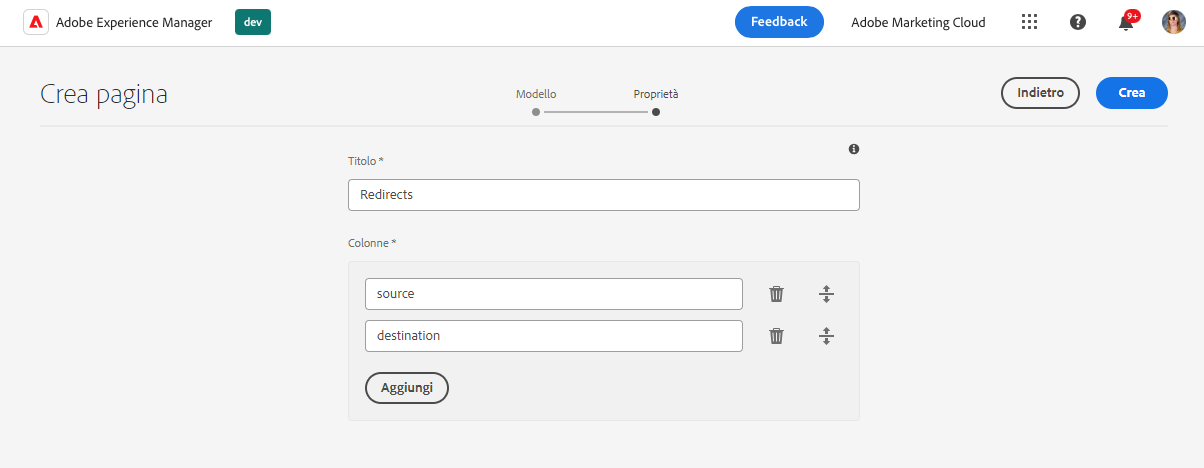 Adobe Experience Manager dev Feedback Adobe Marketing Cloud 9+
Crea pagina Modello Proprietà Indietro Crea
Titolo *
Redirects
Colonne *
source
destination
Aggiungi